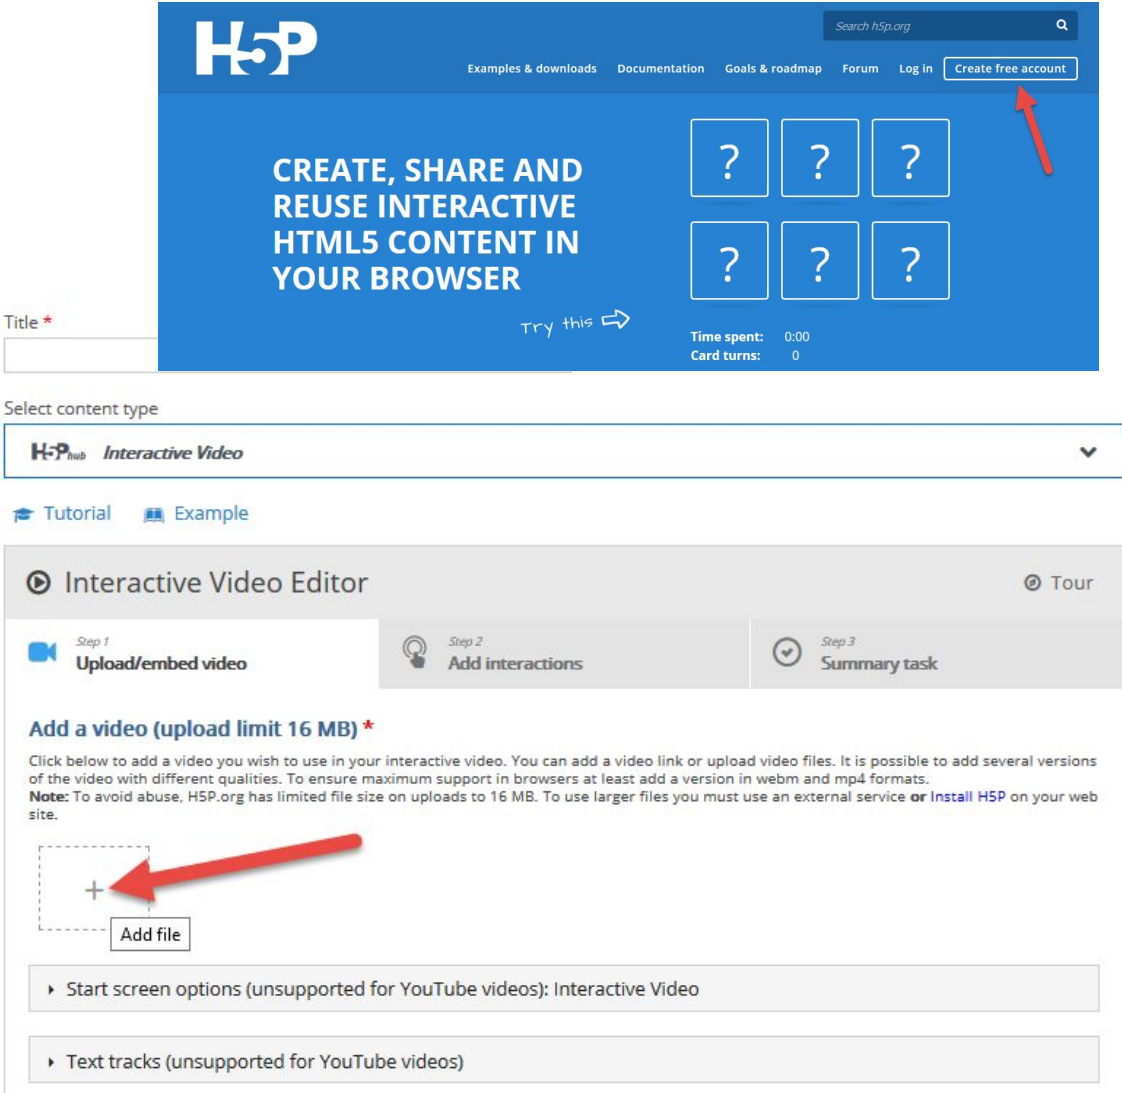 H5P
Search h5p.org
Examples & downloads Documentation Goals & roadmap Forum Log in Create free account
CREATE, SHARE AND
REUSE INTERACTIVE
HTML5 CONTENT IN
YOUR BROWSER
? ? ?
? ? ?
Try this
Time spent: 0:00
Card turns: 0
Title *
Select content type
H5Phub Interactive Video
Tutorial Example
Interactive Video Editor Tour
Step 1
Upload/embed video
Step 2
Add interactions
Step 3
Summary task
Add a video (upload limit 16 MB) *
Click below to add a video you wish to use in your interactive video. You can add a video link or upload video files. It is possible to add several versions
of the video with different qualities. To ensure maximum support in browsers at least add a version in webm and mp4 formats.
Note: To avoid abuse, H5P.org has limited file size on uploads to 16 MB. To use larger files you must use an external service or Install H5P on your web
site.
+
Add file
Start screen options (unsupported for YouTube videos): Interactive Video
Text tracks (unsupported for YouTube videos)